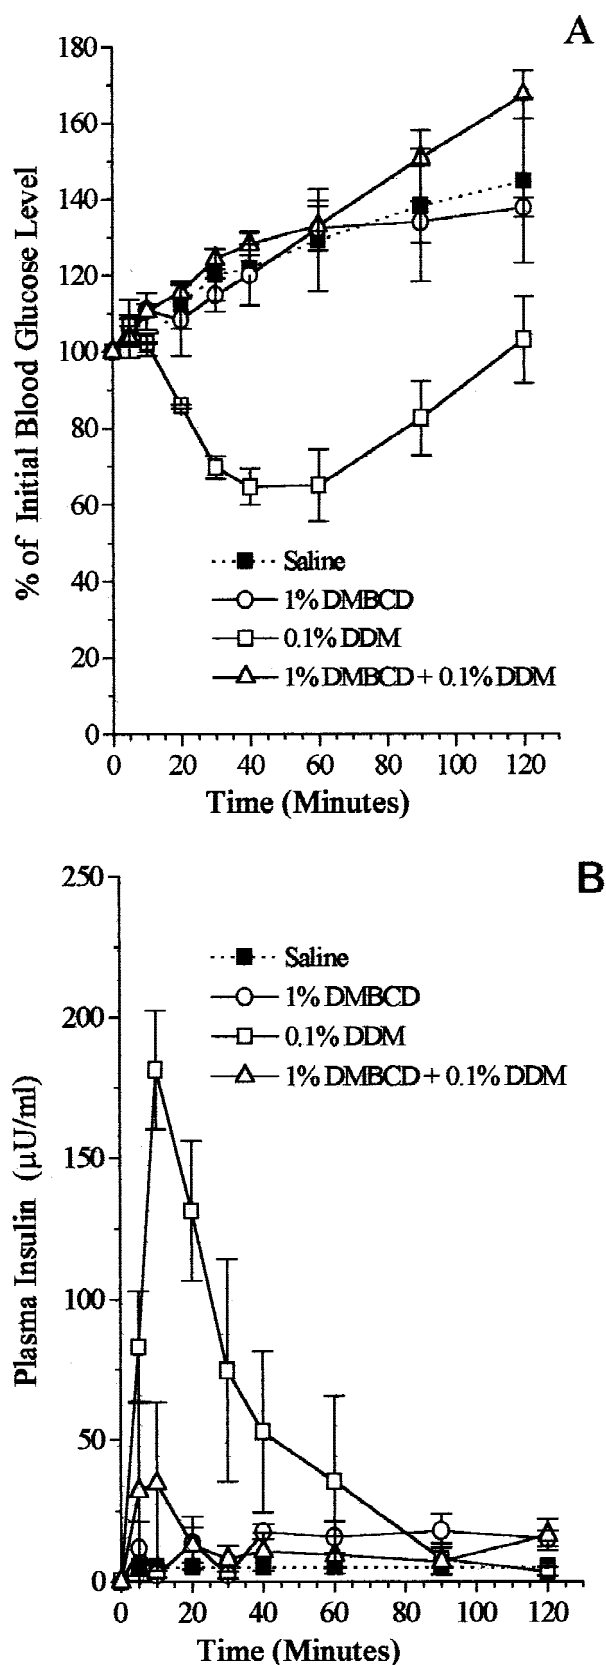 A
180
160
140
120
100
80
60
40
20
0
% of Initial Blood Glucose Level
Saline
1% DMBCD
0.1% DDM
1% DMBCD + 0.1% DDM
0 20 40 60 80 100 120
Time (Minutes)
B
250
200
150
100
50
0
Plasma Insulin (µU/ml)
Saline
1% DMBCD
0.1% DDM
1% DMBCD + 0.1% DDM
0 20 40 60 80 100 120
Time (Minutes)